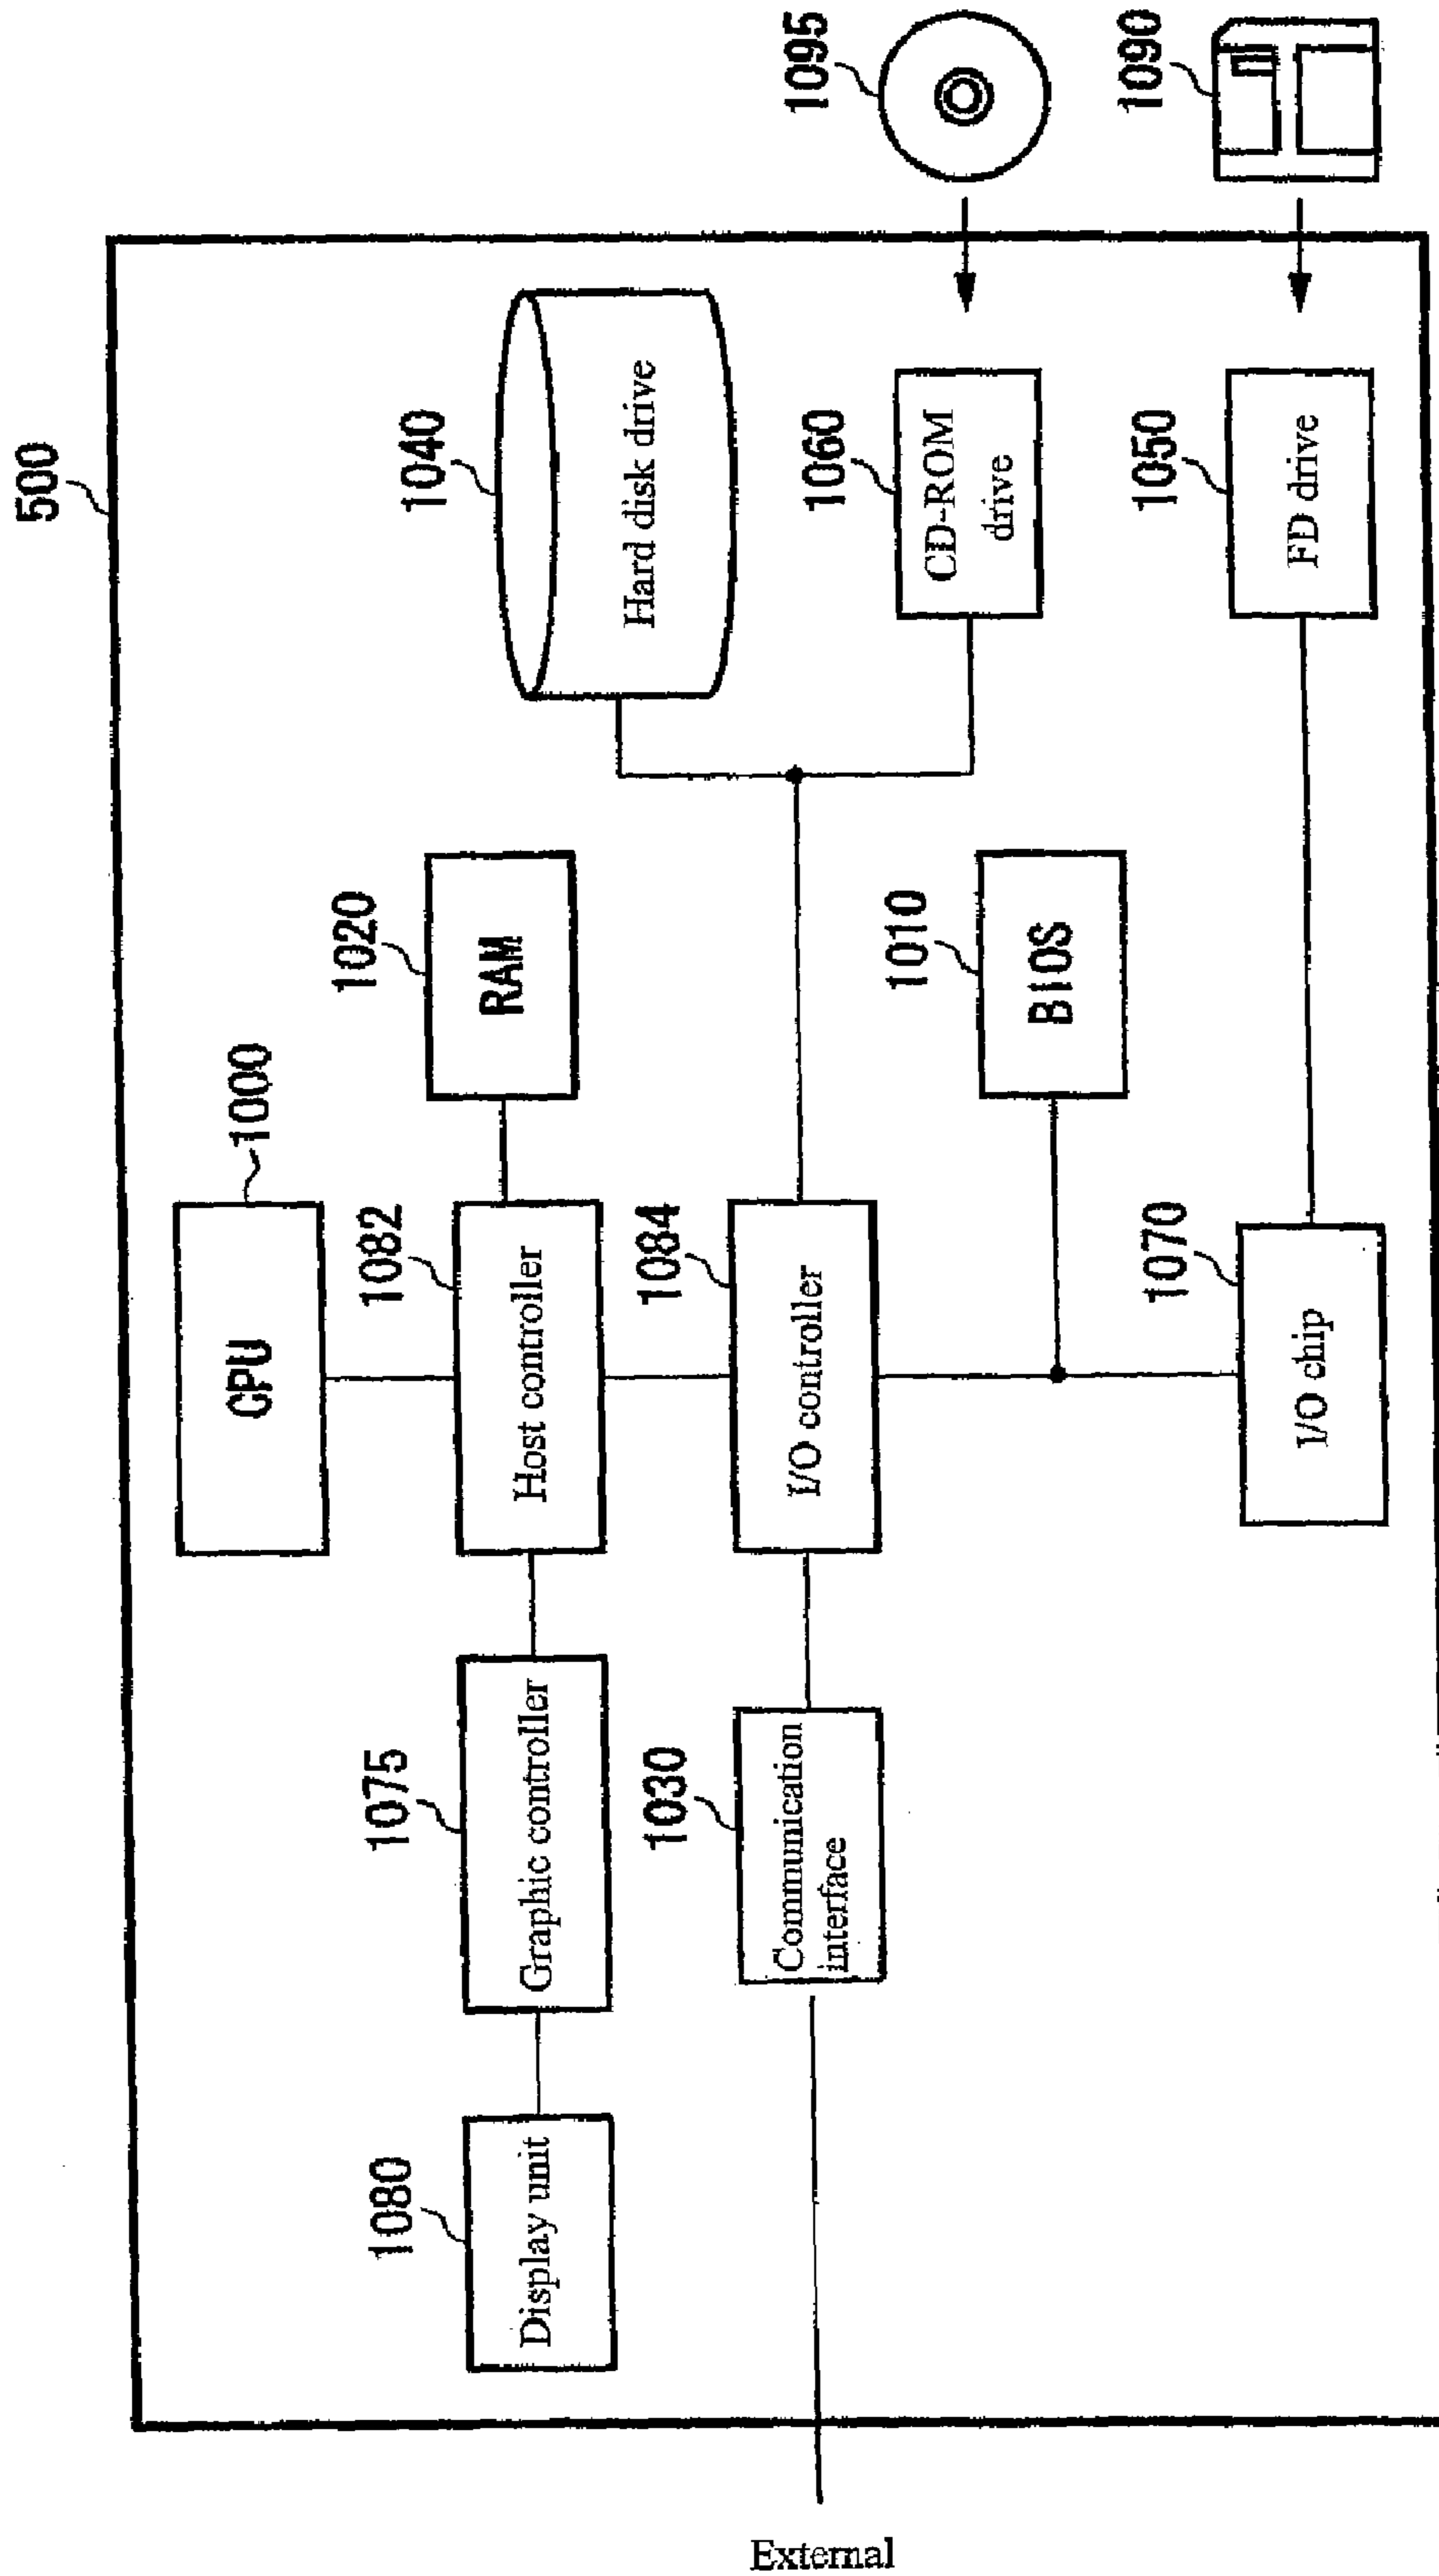 500
CPU
1000
1080
Display unit
1075
Graphic controller
1082
Host controller
1020
RAM
1040
Hard disk drive
1030
Communication
interface
1084
I/O controller
1060
CD-ROM
drive
1095
1010
BIOS
1070
I/O chip
1050
FD drive
1090
External